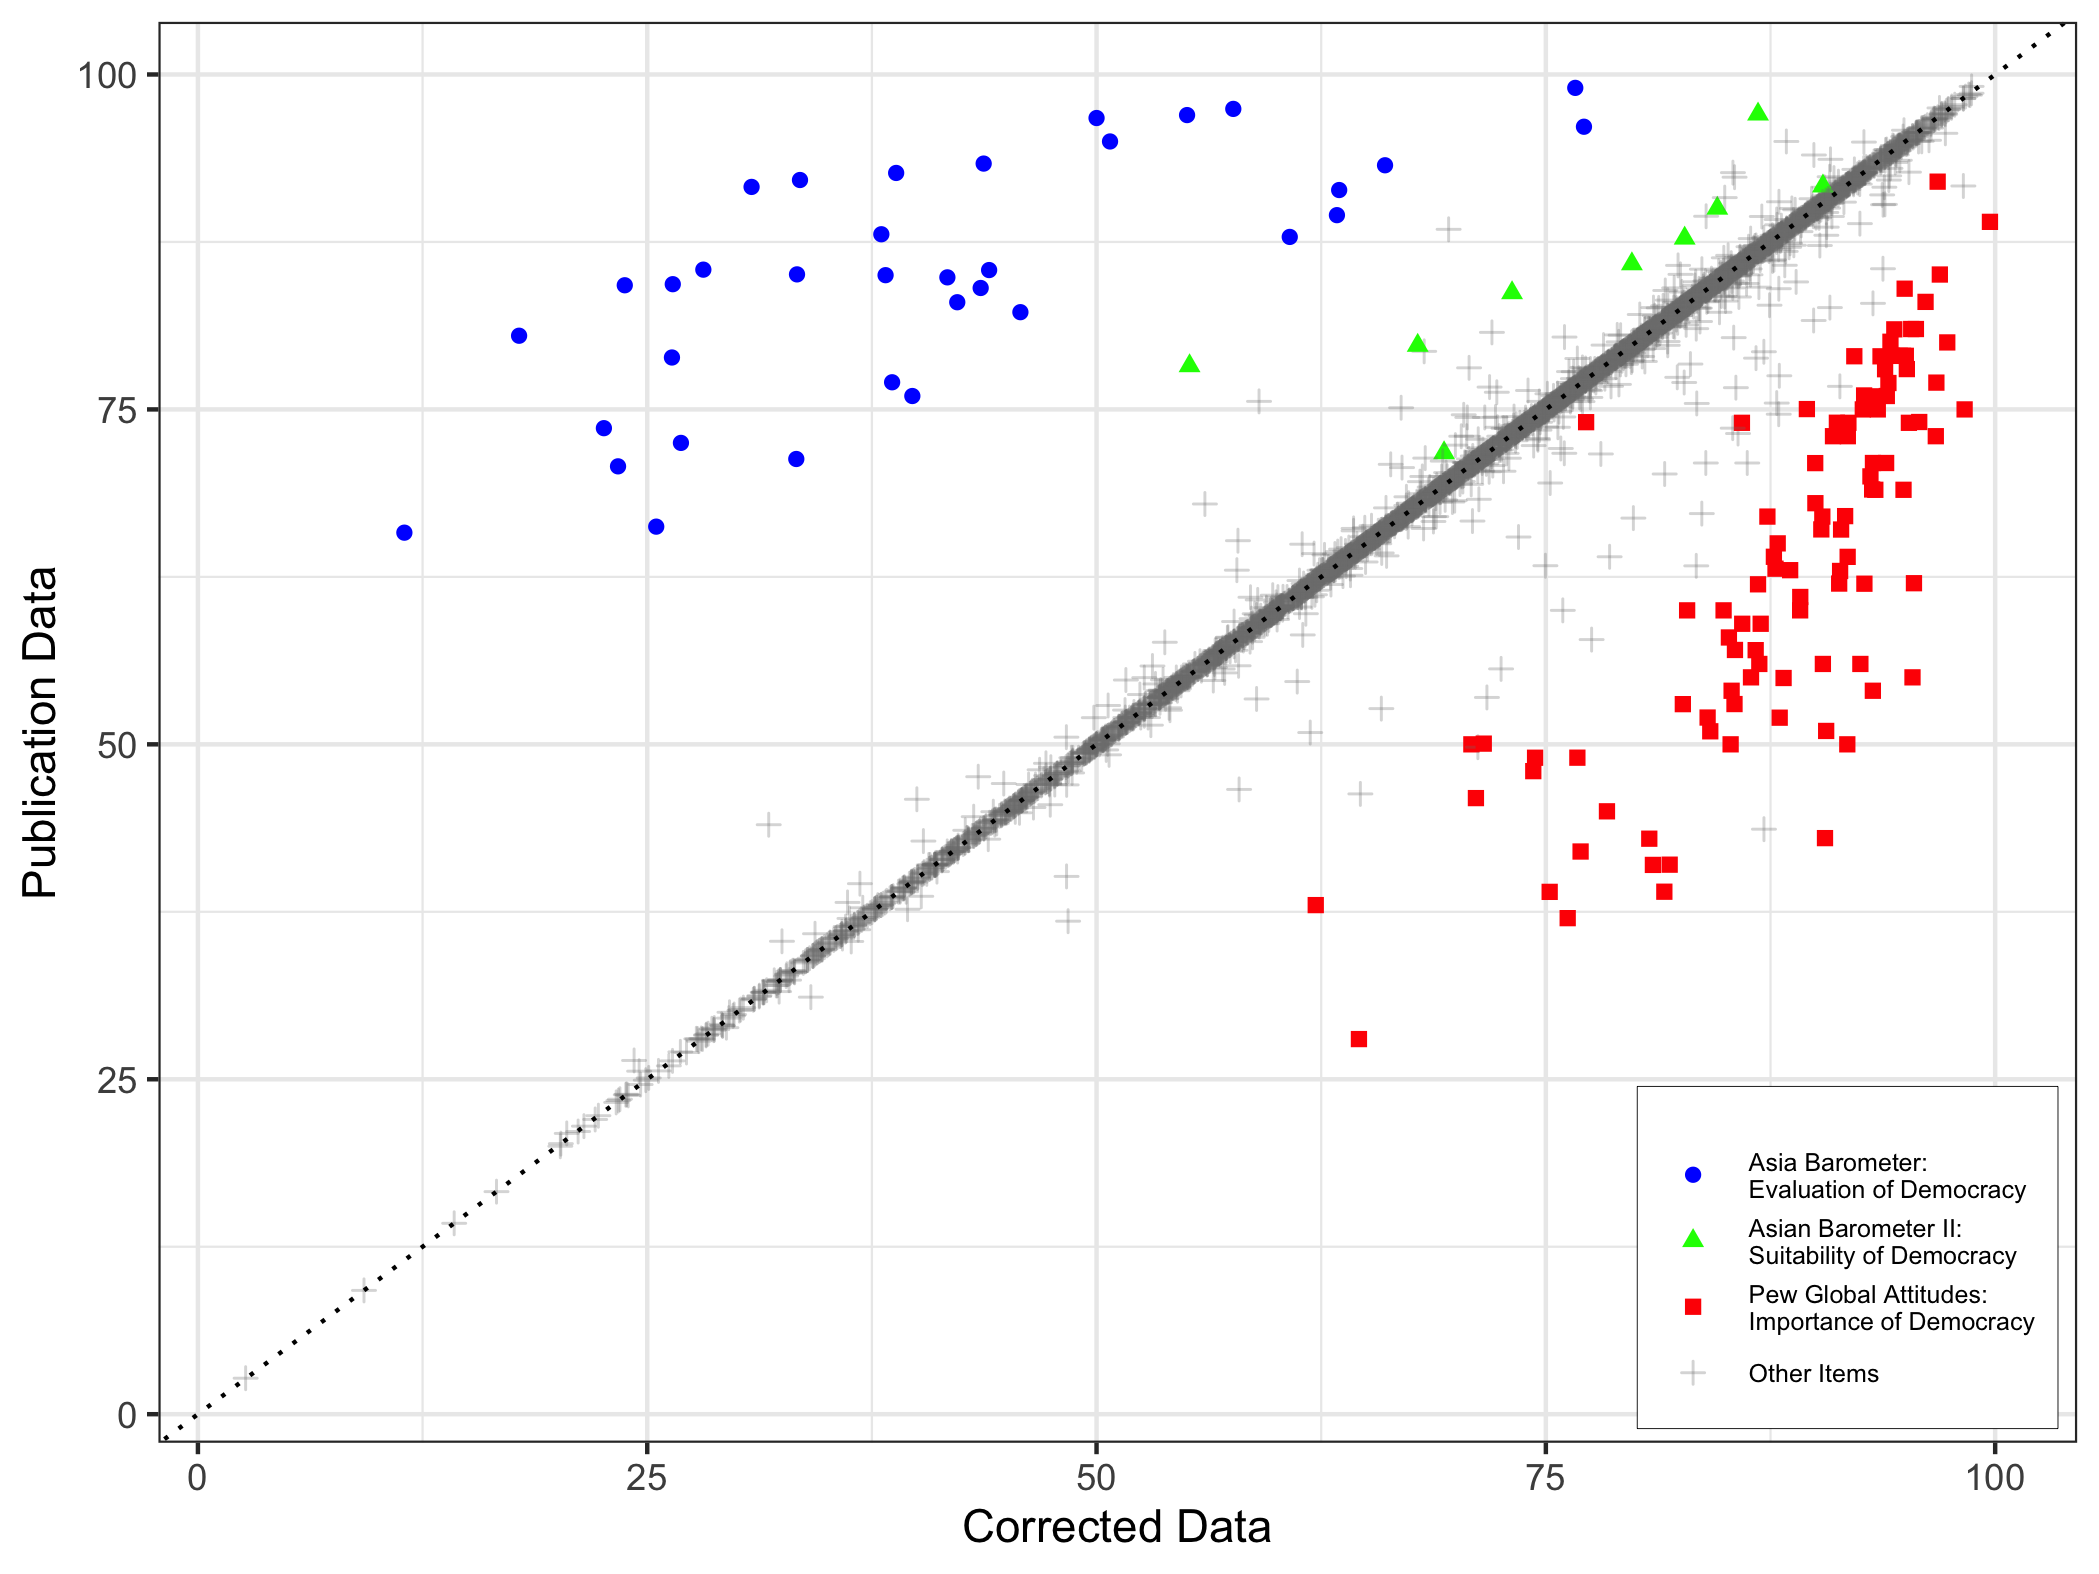 100
75
50
25
0
Publication Data
Asia Barometer:
Evaluation of Democracy
Asian Barometer II:
Suitability of Democracy
Pew Global Attitudes:
Importance of Democracy
Other Items
0 25 50 75 100
Corrected Data